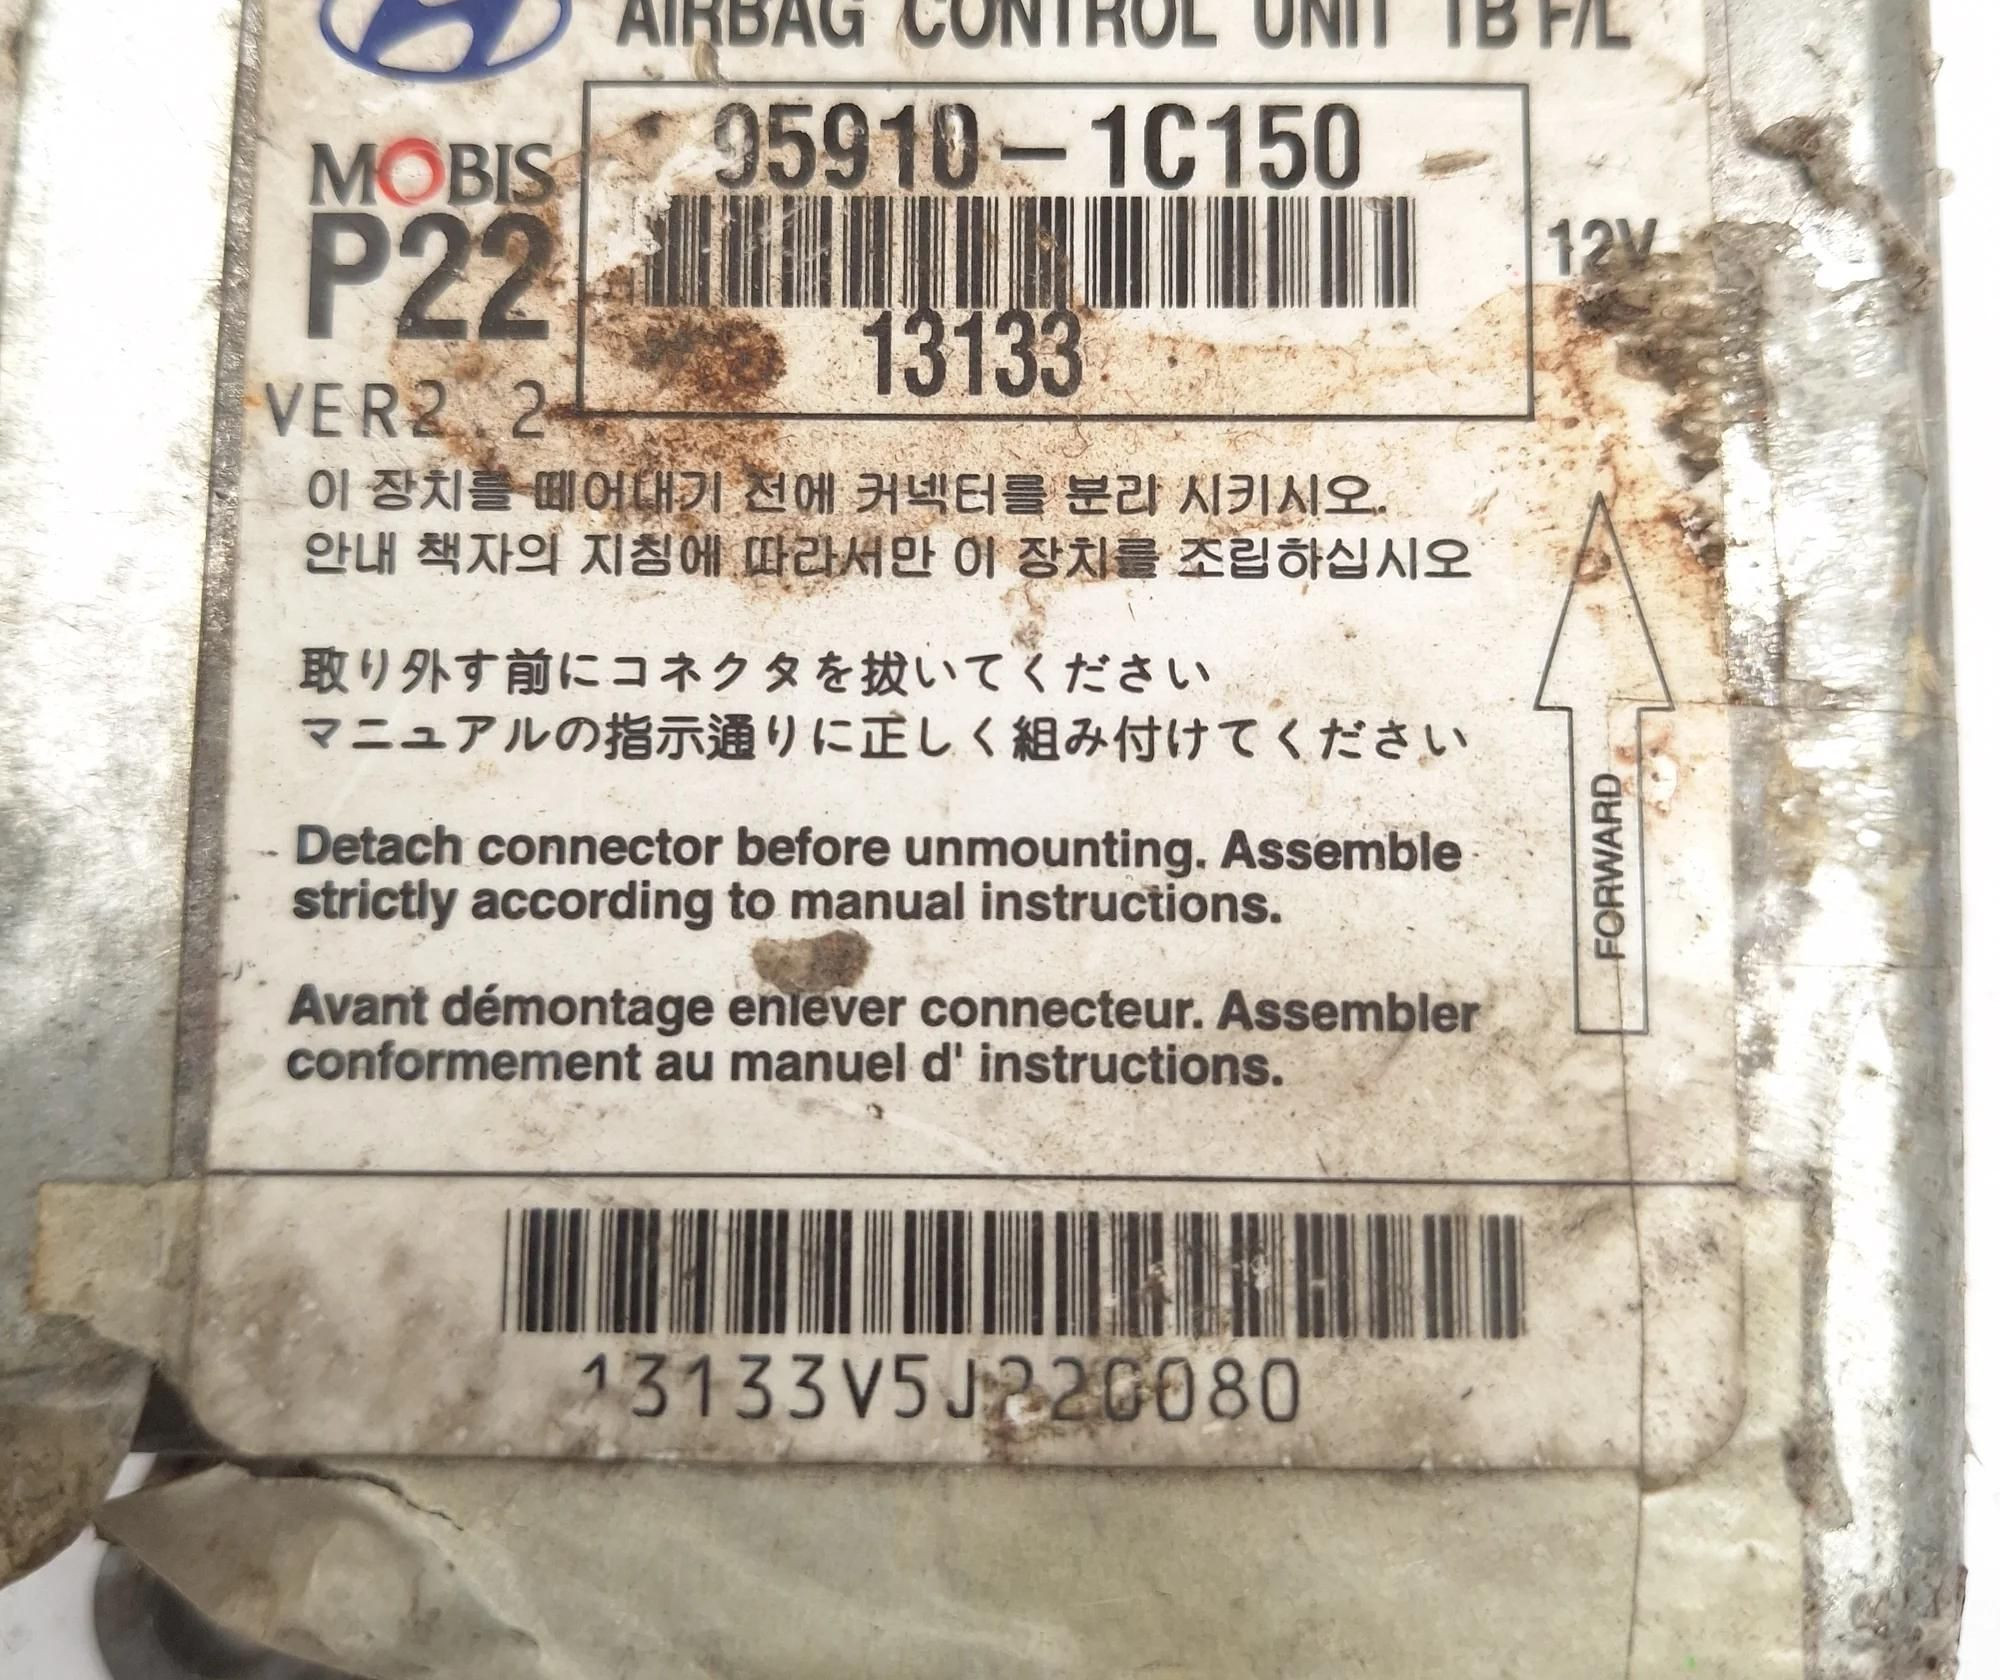 AIRBAG CONTROL UNIT TB F/L
95910-1C150
MOBIS
P22
12V
13133
VER2.2
이 장치를 떼어내기 전에 커넥터를 분리 시키시오.
안내 책자의 지침에 따라서만 이 장치를 조립하십시오
取り外す前にコネクタを抜いてください
マニュアルの指示通りに正しく組み付けてください
FORWARD
Detach connector before unmounting. Assemble
strictly according to manual instructions.
Avant démontage enlever connecteur. Assembler
conformement au manuel d' instructions.
13133V5J220080